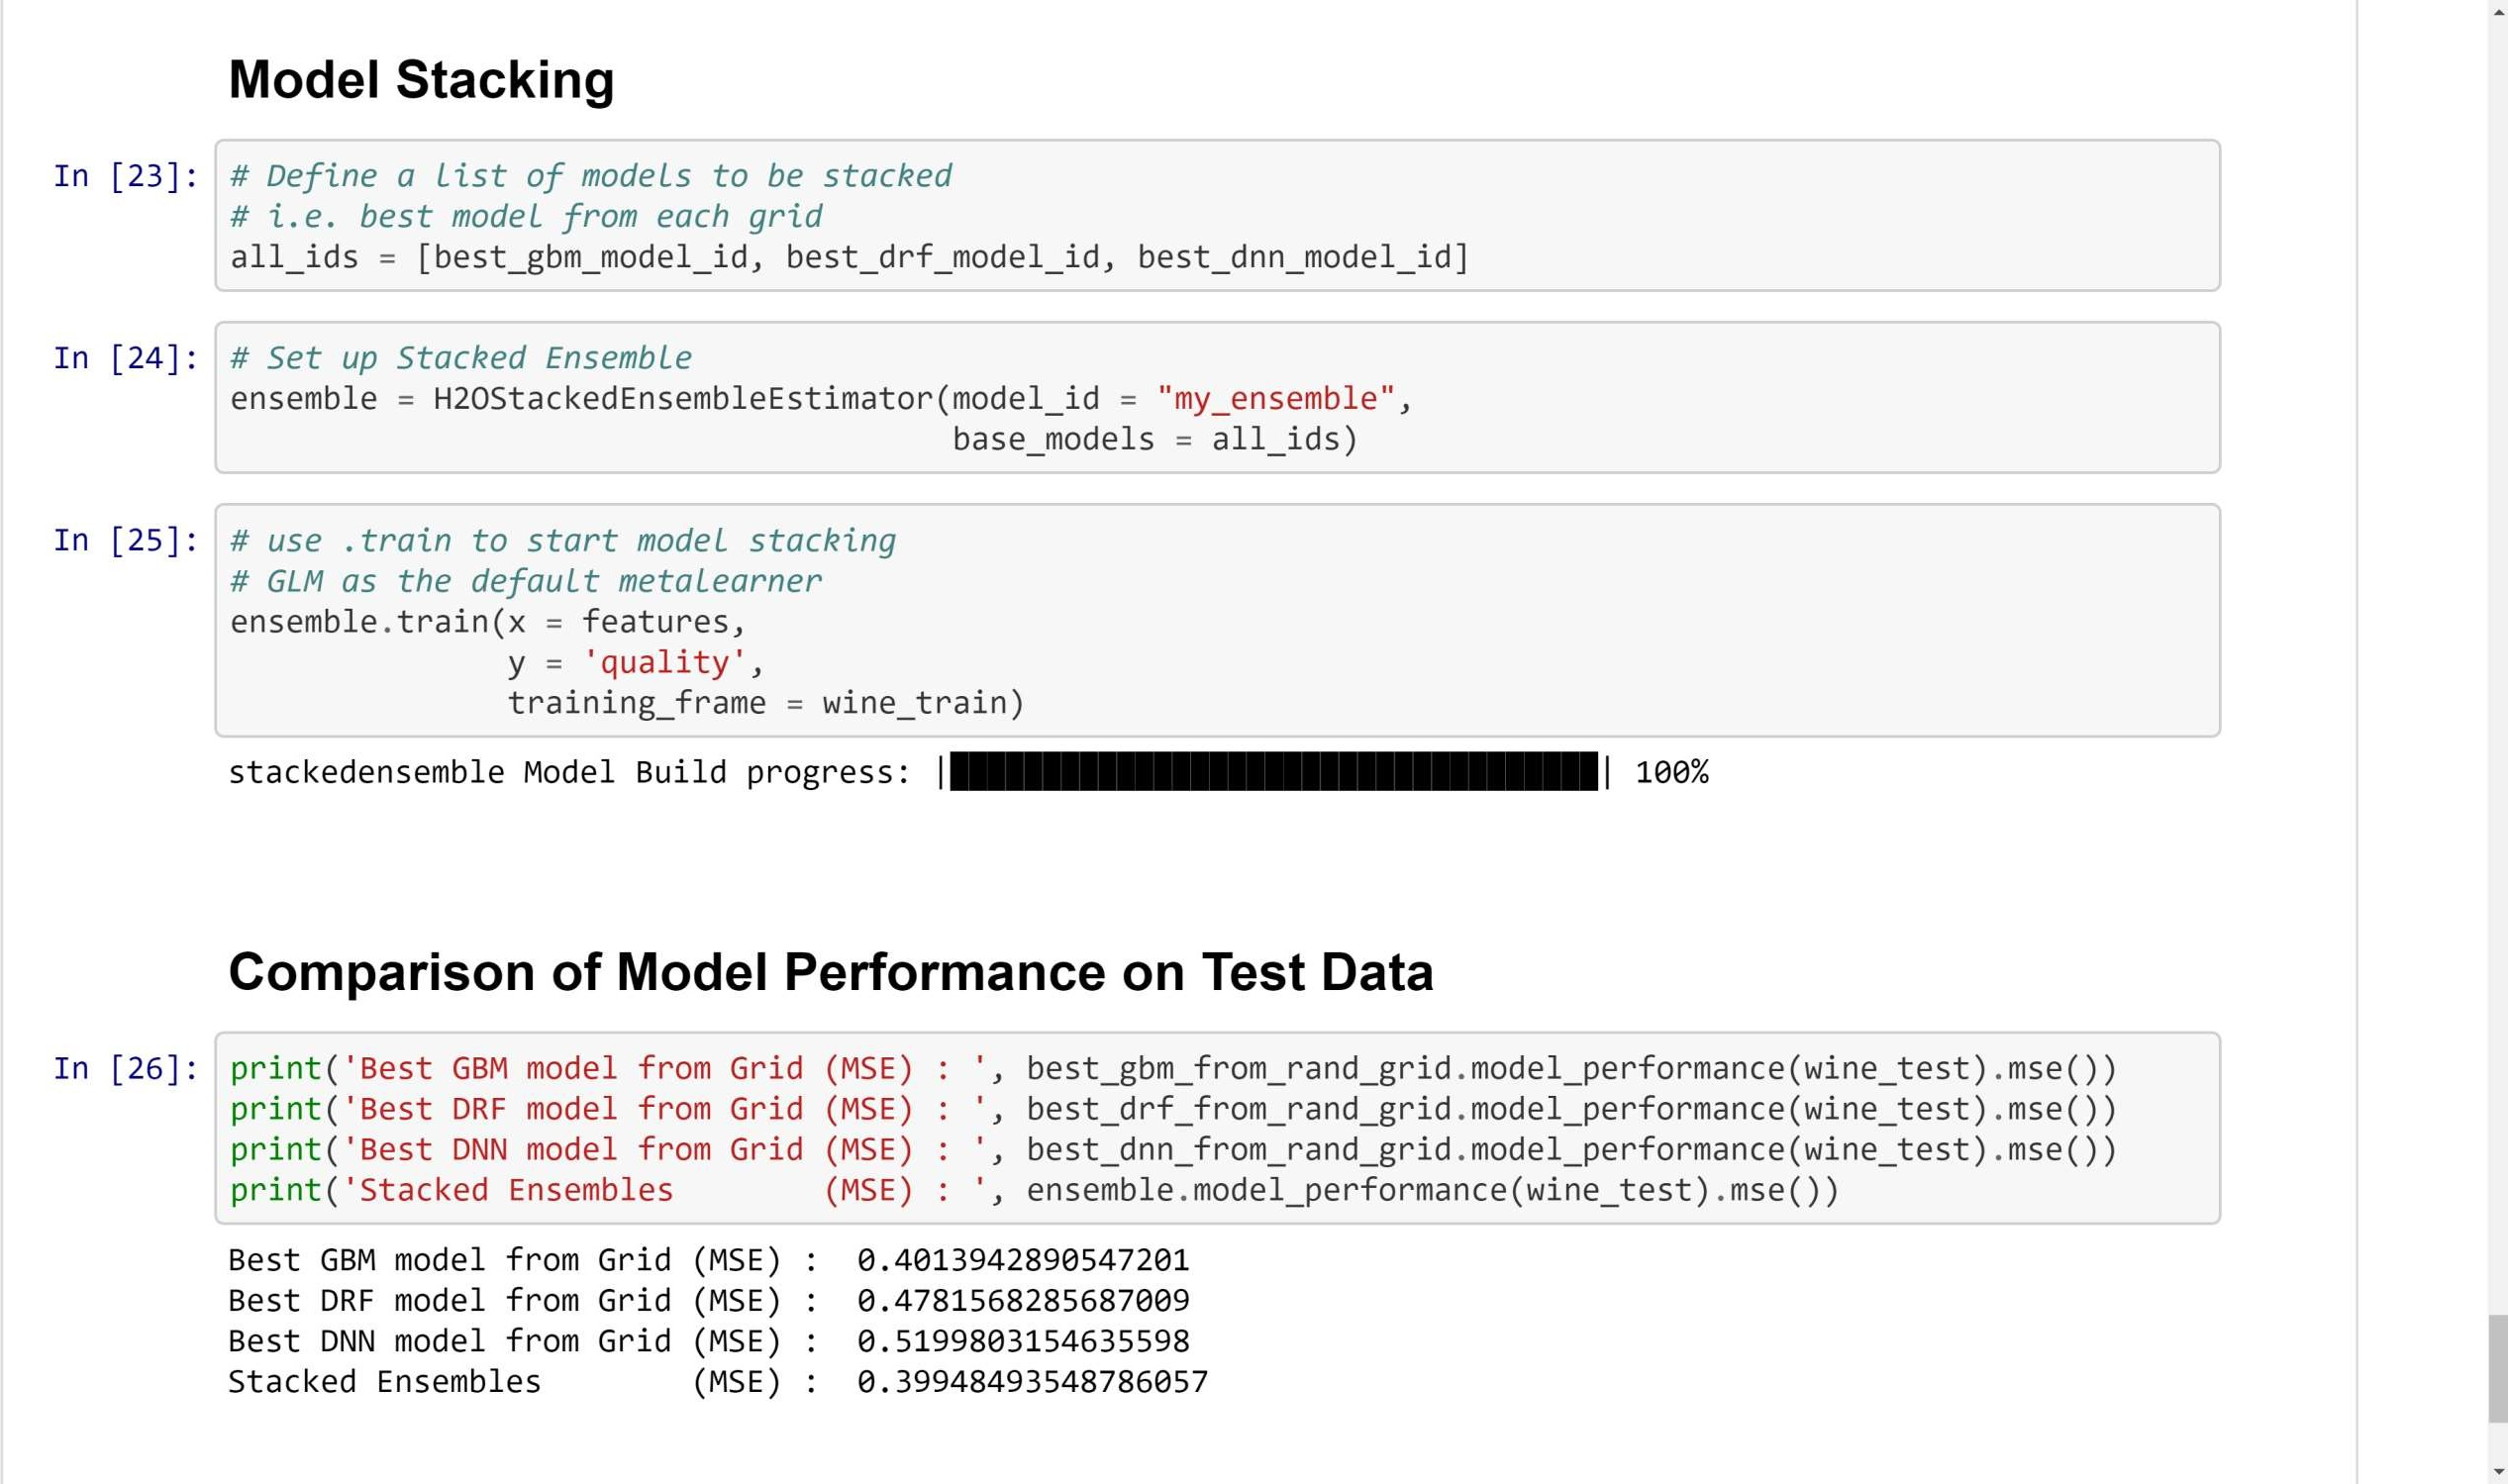 Model Stacking
In [23]: # Define a list of models to be stacked
# i.e. best model from each grid
all_ids = [best_gbm_model_id, best_drf_model_id, best_dnn_model_id]
In [24]: # Set up Stacked Ensemble
ensemble = H2OStackedEnsembleEstimator(model_id = "my_ensemble",
                                       base_models = all_ids)
In [25]: # use .train to start model stacking
# GLM as the default metalearner
ensemble.train(x = features,
               y = 'quality',
               training_frame = wine_train)
stackedensemble Model Build progress: |███████████████████████████████████| 100%
Comparison of Model Performance on Test Data
In [26]: print('Best GBM model from Grid (MSE) : ', best_gbm_from_rand_grid.model_performance(wine_test).mse())
print('Best DRF model from Grid (MSE) : ', best_drf_from_rand_grid.model_performance(wine_test).mse())
print('Best DNN model from Grid (MSE) : ', best_dnn_from_rand_grid.model_performance(wine_test).mse())
print('Stacked Ensembles        (MSE) : ', ensemble.model_performance(wine_test).mse())
Best GBM model from Grid (MSE) :  0.4013942890547201
Best DRF model from Grid (MSE) :  0.4781568285687009
Best DNN model from Grid (MSE) :  0.5199803154635598
Stacked Ensembles        (MSE) :  0.39948493548786057